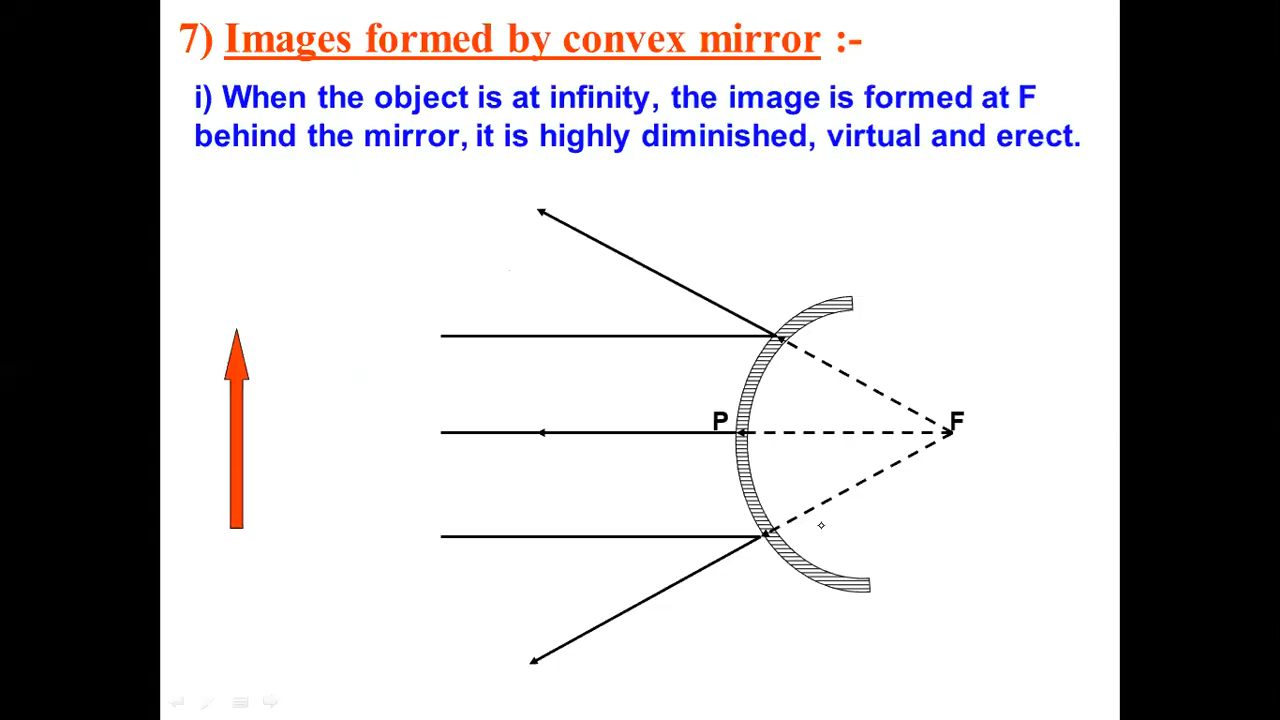 7) Images formed by convex mirror :-
i) When the object is at infinity, the image is formed at F
behind the mirror, it is highly diminished, virtual and erect.
P
F